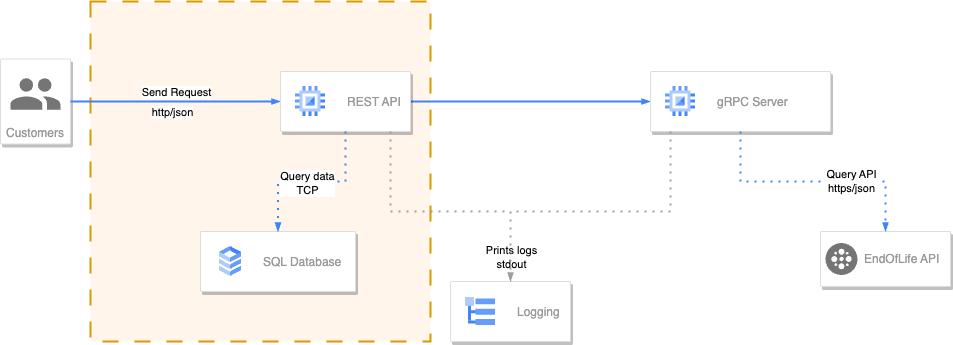 Send Request
http/json
Customers
REST API
gRPC Server
Query data
TCP
Query API
https/json
SQL Database
Prints logs
stdout
EndOfLife API
Logging